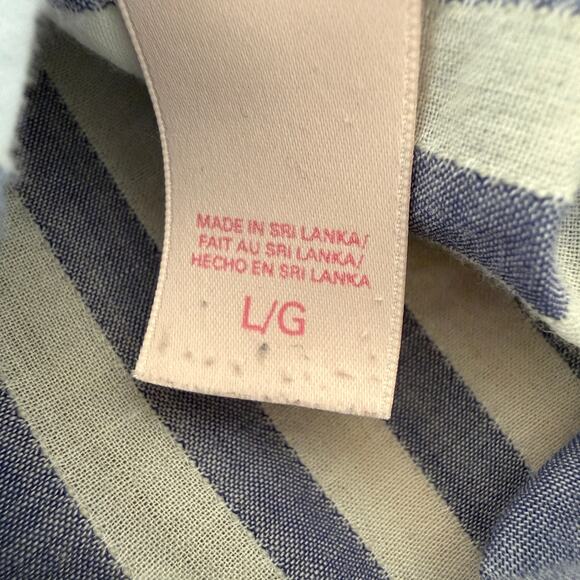 MADE IN SRI LANKA/
FAIT AU SRI LANKA/
HECHO EN SRI LANKA
L/G